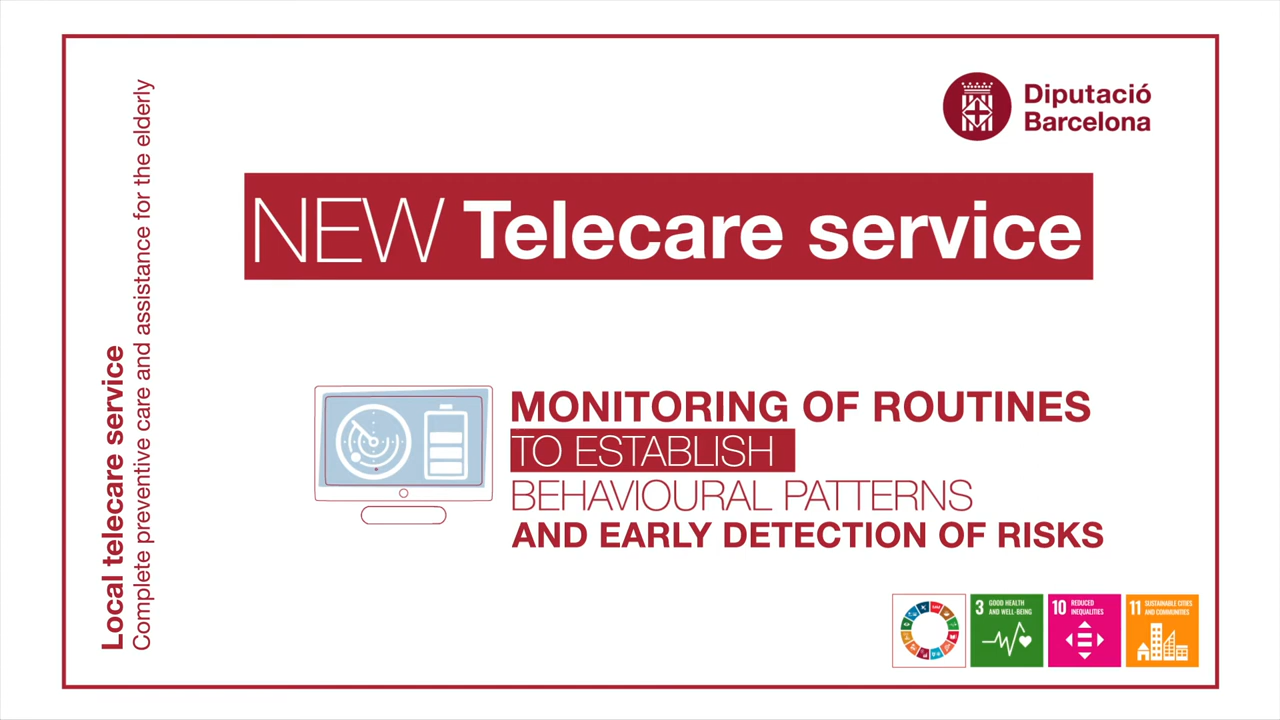 Local telecare service
Complete preventive care and assistance for the elderly
Diputació
Barcelona
NEW Telecare service
MONITORING OF ROUTINES
TO ESTABLISH
BEHAVIOURAL PATTERNS
AND EARLY DETECTION OF RISKS
3 GOOD HEALTH
AND WELL-BEING
10 REDUCED
INEQUALITIES
11 SUSTAINABLE CITIES
AND COMMUNITIES